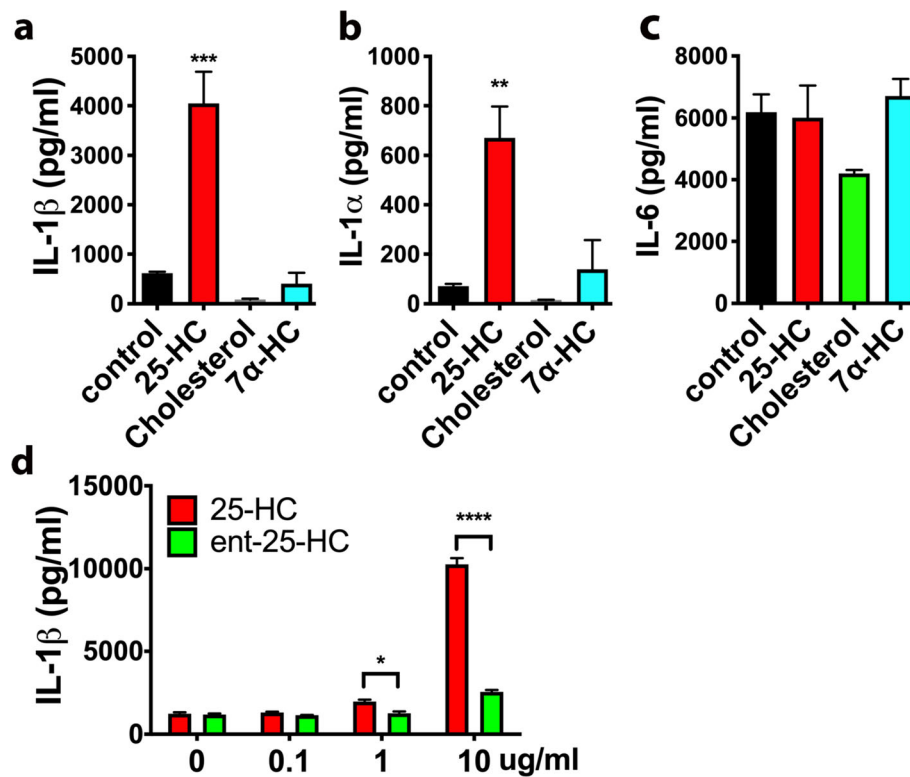 a
IL-1β (pg/ml)
5000
4000
3000
2000
1000
0
***
control
25-HC
Cholesterol
7α-HC
b
IL-1α (pg/ml)
1000
800
600
400
200
0
**
control
25-HC
Cholesterol
7α-HC
c
IL-6 (pg/ml)
8000
6000
4000
2000
0
control
25-HC
Cholesterol
7α-HC
d
IL-1β (pg/ml)
15000
10000
5000
0
25-HC
ent-25-HC
*
****
0 0.1 1 10 ug/ml